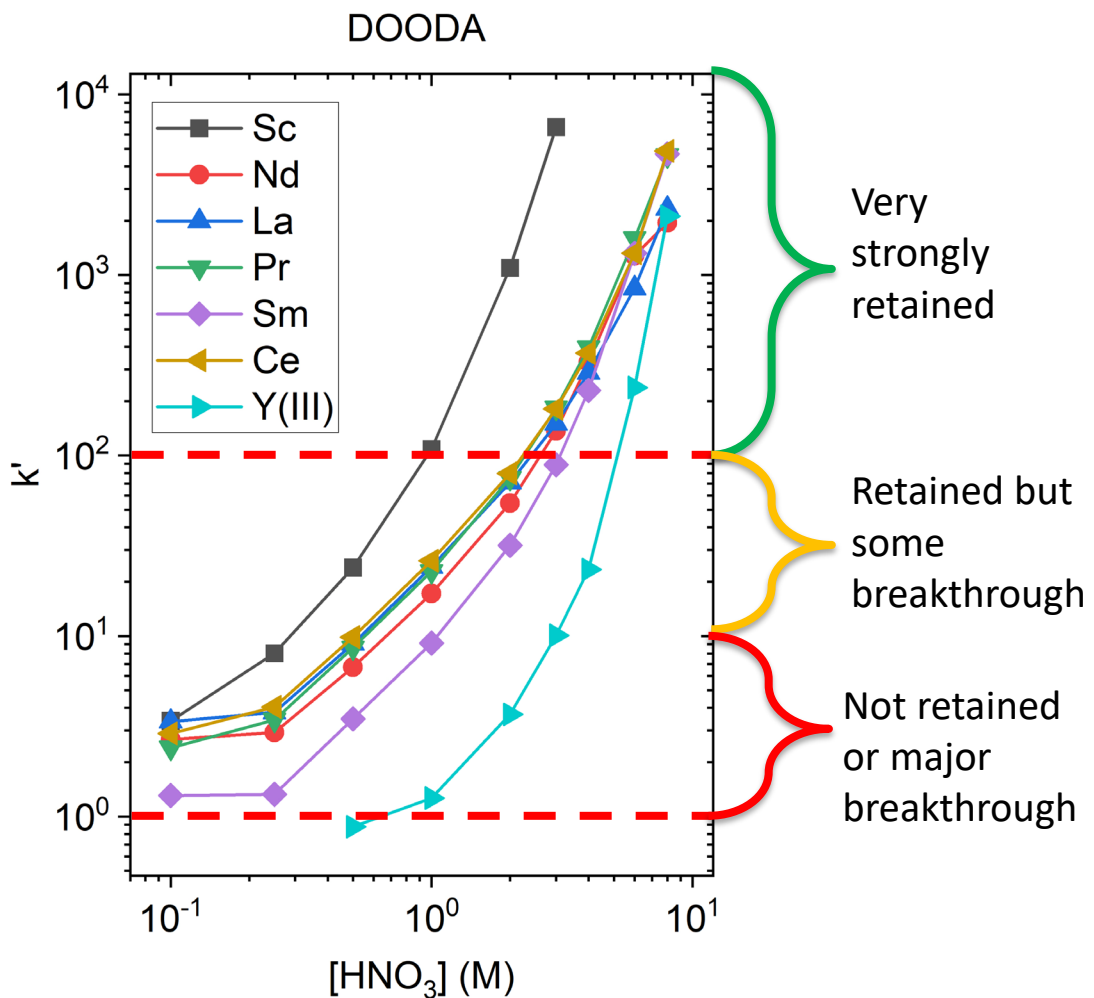 DOODA
10⁴
10³
10²
10¹
10⁰
k'
Sc
Nd
La
Pr
Sm
Ce
Y(III)
10⁻¹
10⁰
10¹
[HNO₃] (M)
Very
strongly
retained
Retained but
some
breakthrough
Not retained
or major
breakthrough